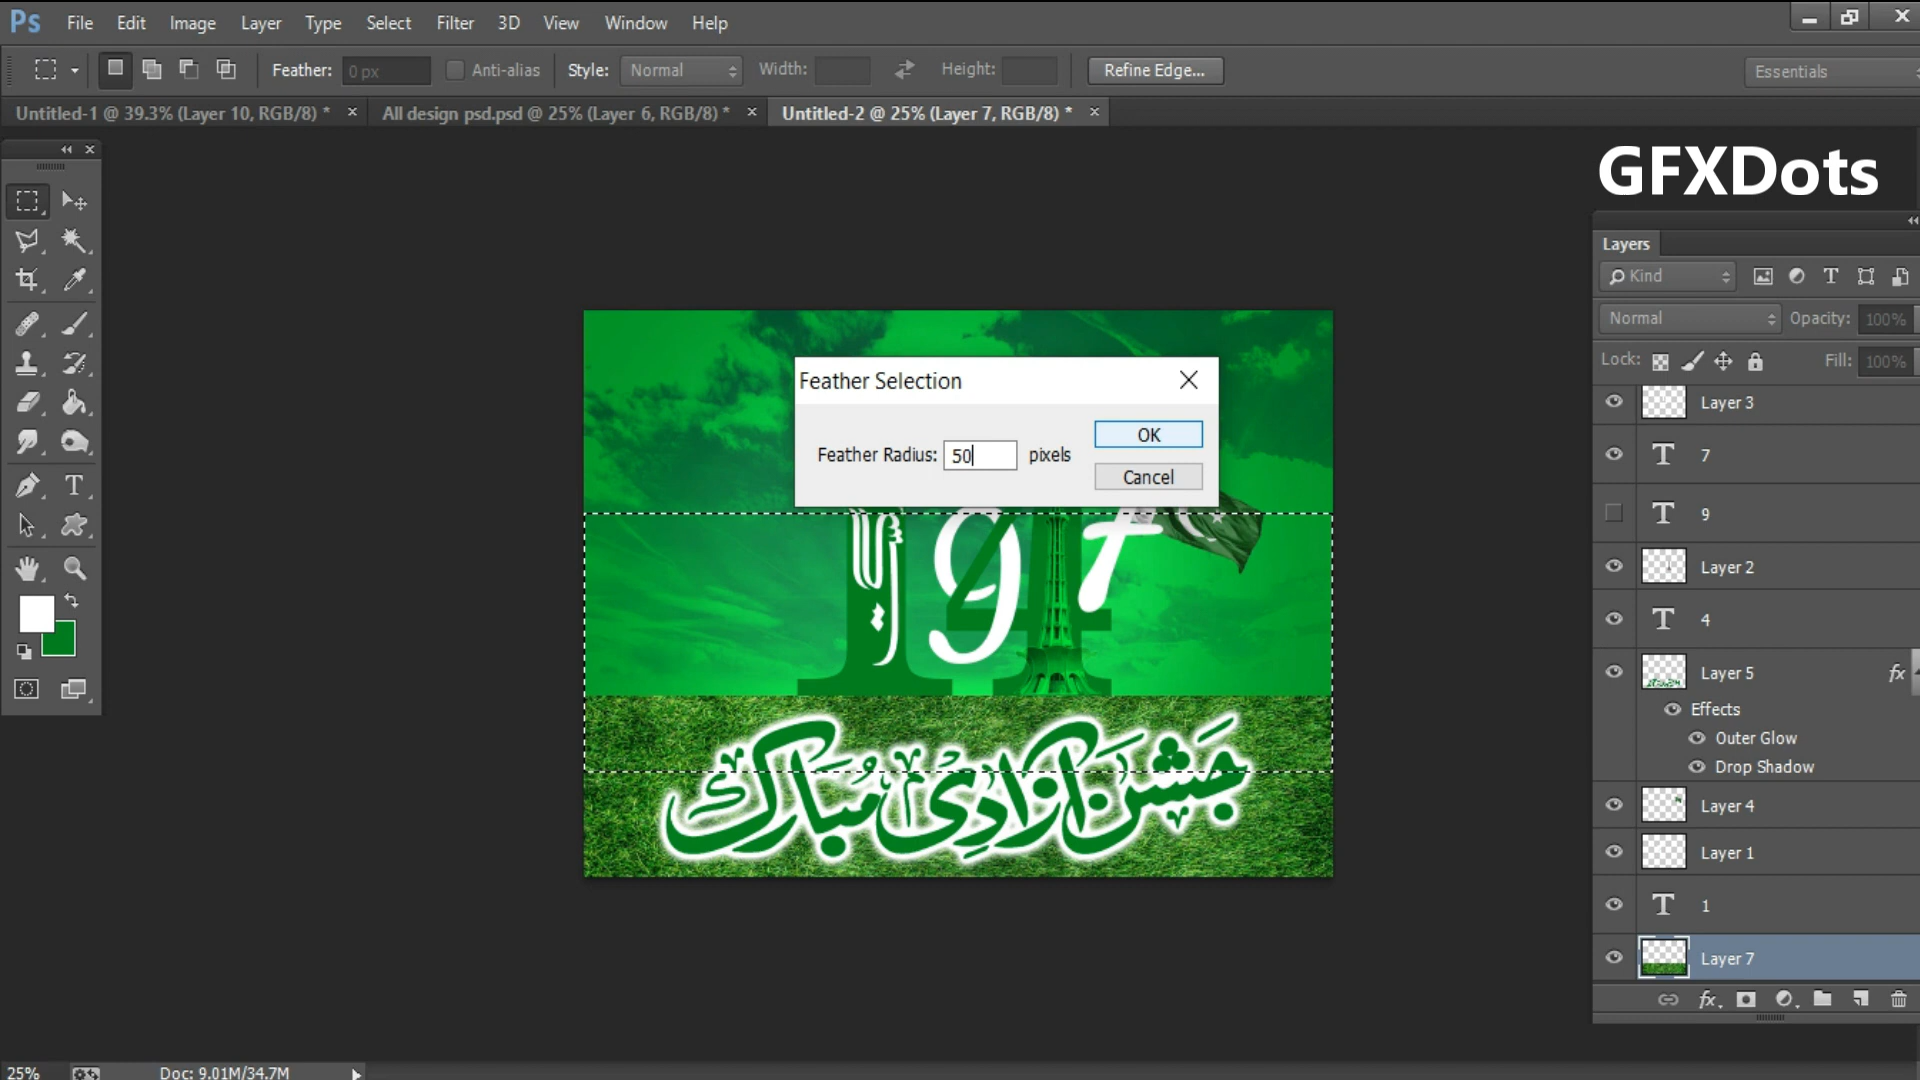 Ps File Edit Image Layer Type Select Filter 3D View Window Help
Feather: 0 px Anti-alias Style: Normal Width: Height: Refine Edge... Essentials
Untitled-1 @ 39.3% (Layer 10, RGB/8) * All design psd.psd @ 25% (Layer 6, RGB/8) * Untitled-2 @ 25% (Layer 7, RGB/8) *
GFXDots
Layers
Kind
Normal Opacity: 100%
Lock: Fill: 100%
Layer 3
7
9
Layer 2
4
Layer 5 fx
Effects
Outer Glow
Drop Shadow
Layer 4
Layer 1
1
Layer 7
fx
Feather Selection
Feather Radius: 50 pixels
OK
Cancel
14
جشن آزادی مبارک
25% Doc: 9.01M/34.7M